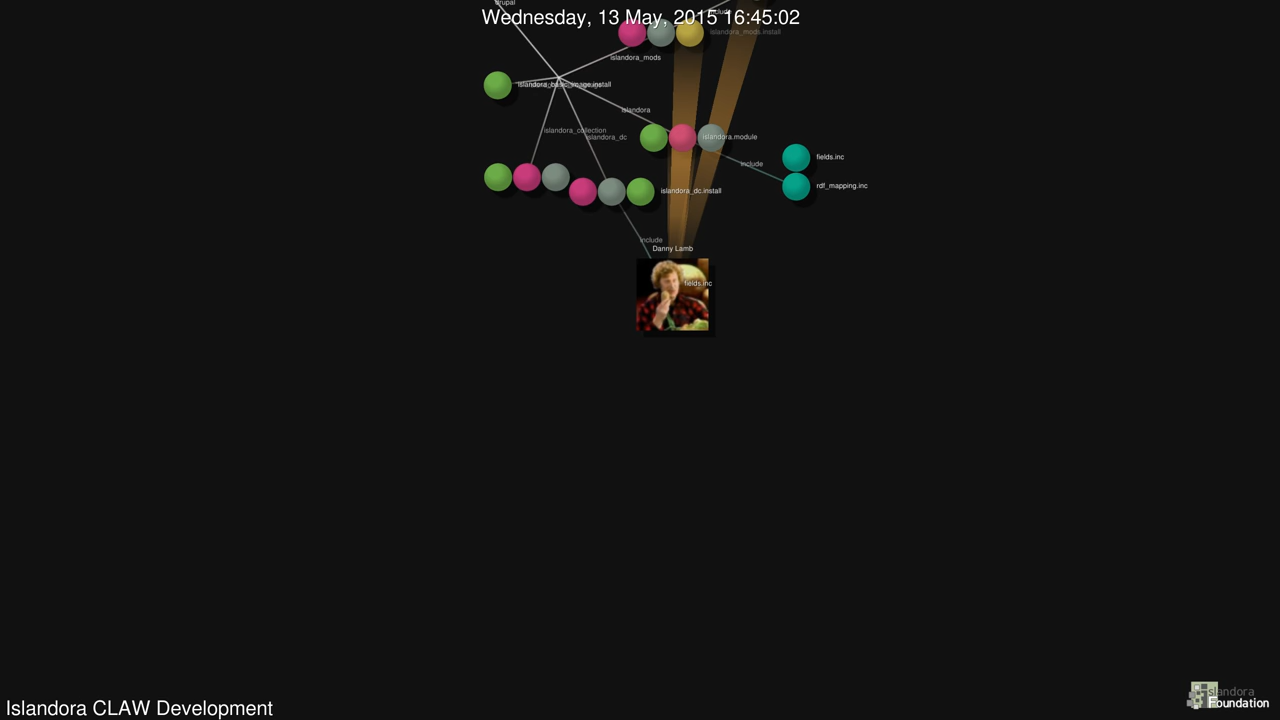 drupal
Wednesday, 13 May, 2015 16:45:02
include
islandora_mods.install
islandora_mods
islandora_basic_image.install
islandora
islandora_collection
islandora_dc
islandora.module
include
fields.inc
rdf_mapping.inc
islandora_dc.install
include
Danny Lamb
fields.inc
Islandora CLAW Development
Islandora
Foundation